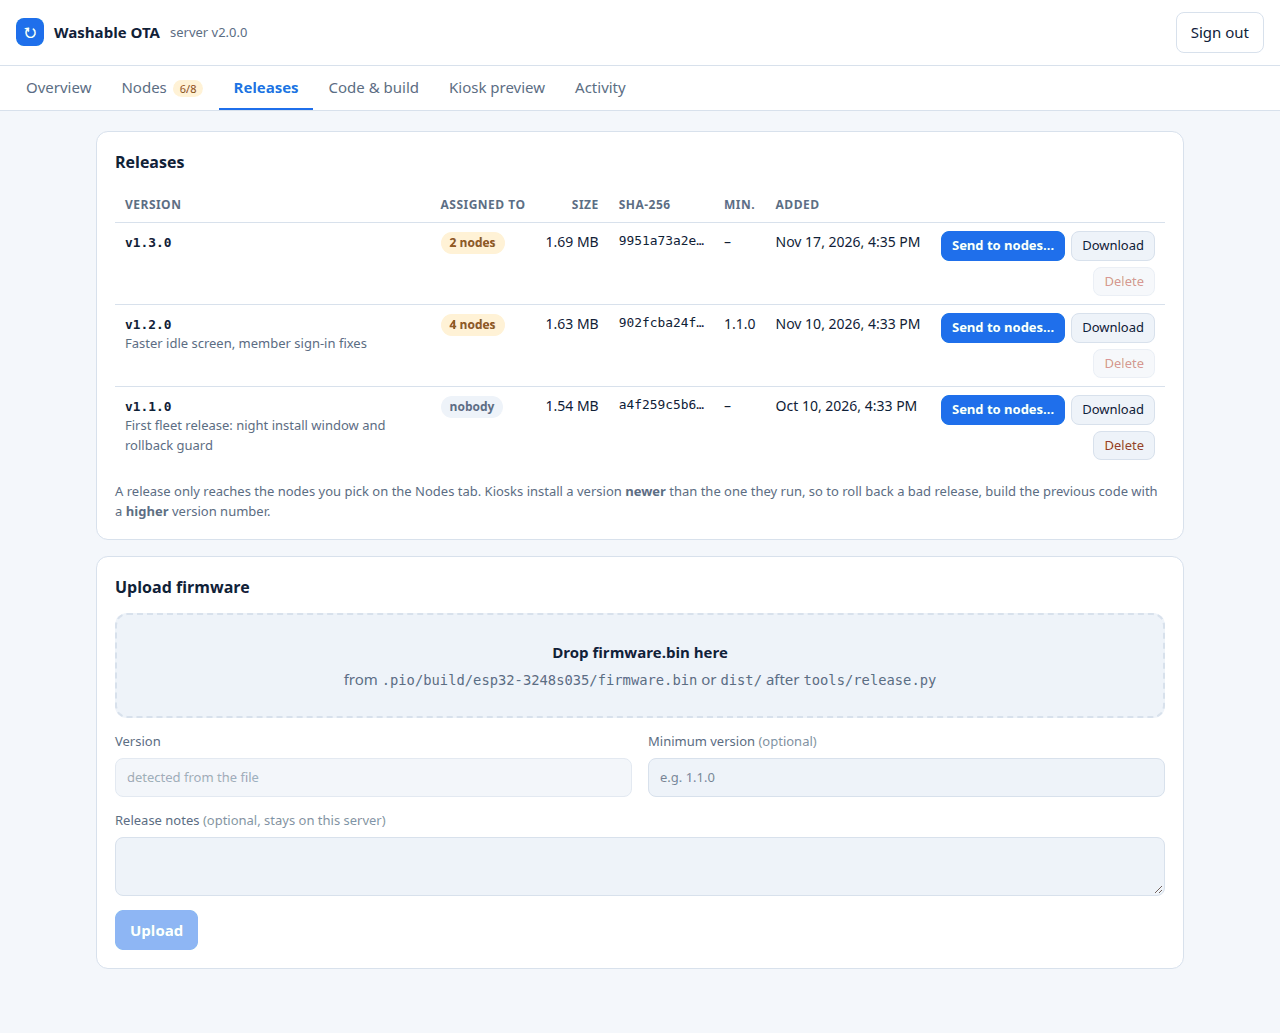 ↻ Washable OTA server v2.0.0 Sign out
Overview Nodes 6/8 Releases Code & build Kiosk preview Activity
Releases
VERSION ASSIGNED TO SIZE SHA-256 MIN. ADDED
v1.3.0 2 nodes 1.69 MB 9951a73a2e… – Nov 17, 2026, 4:35 PM Send to nodes… Download
Delete
v1.2.0 4 nodes 1.63 MB 902fcba24f… 1.1.0 Nov 10, 2026, 4:33 PM Send to nodes… Download
Faster idle screen, member sign-in fixes
Delete
v1.1.0 nobody 1.54 MB a4f259c5b6… – Oct 10, 2026, 4:33 PM Send to nodes… Download
First fleet release: night install window and
rollback guard
Delete
A release only reaches the nodes you pick on the Nodes tab. Kiosks install a version newer than the one they run, so to roll back a bad release, build the previous code with
a higher version number.
Upload firmware
Drop firmware.bin here
from .pio/build/esp32-3248s035/firmware.bin or dist/ after tools/release.py
Version Minimum version (optional)
detected from the file e.g. 1.1.0
Release notes (optional, stays on this server)
Upload